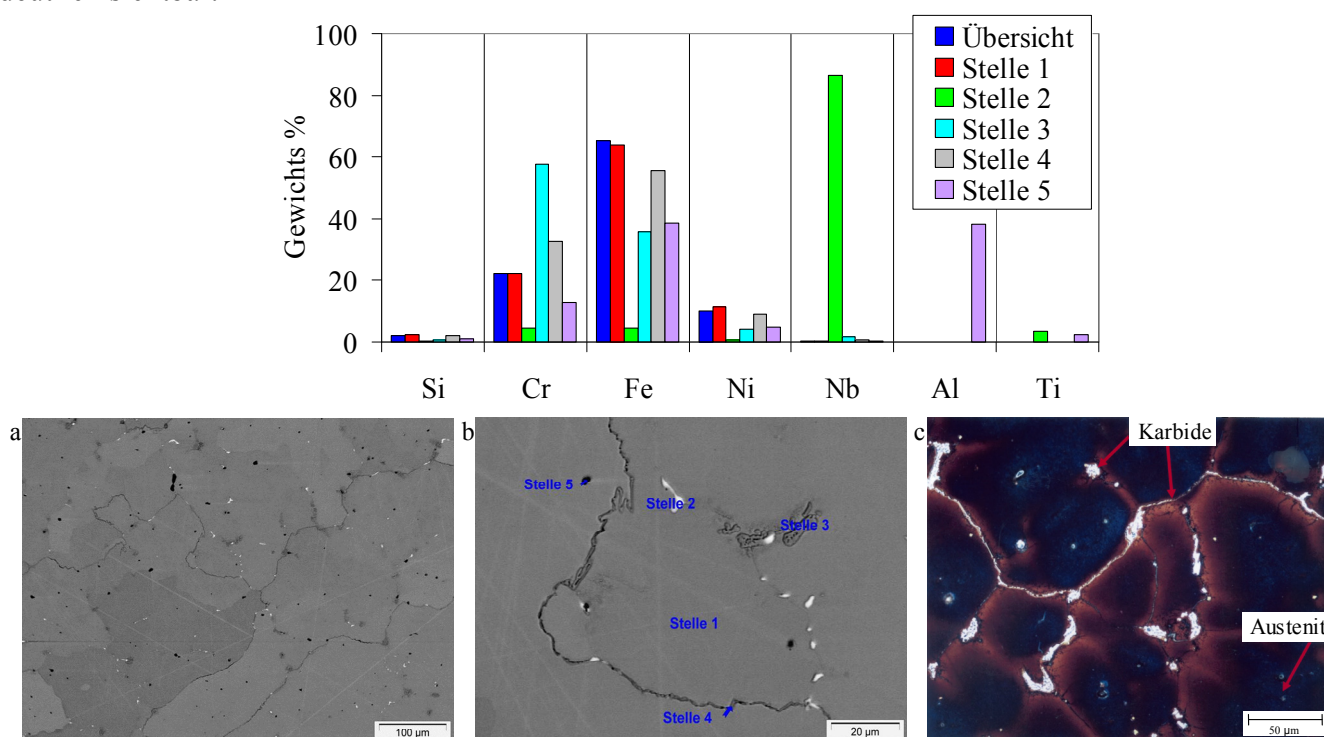 100
80
60
40
20
0
Gewichts %
Übersicht
Stelle 1
Stelle 2
Stelle 3
Stelle 4
Stelle 5
Si Cr Fe Ni Nb Al Ti
a
100 µm
b
Stelle 5
Stelle 2
Stelle 3
Stelle 1
Stelle 4
20 µm
c
Karbide
Austenit
50 µm